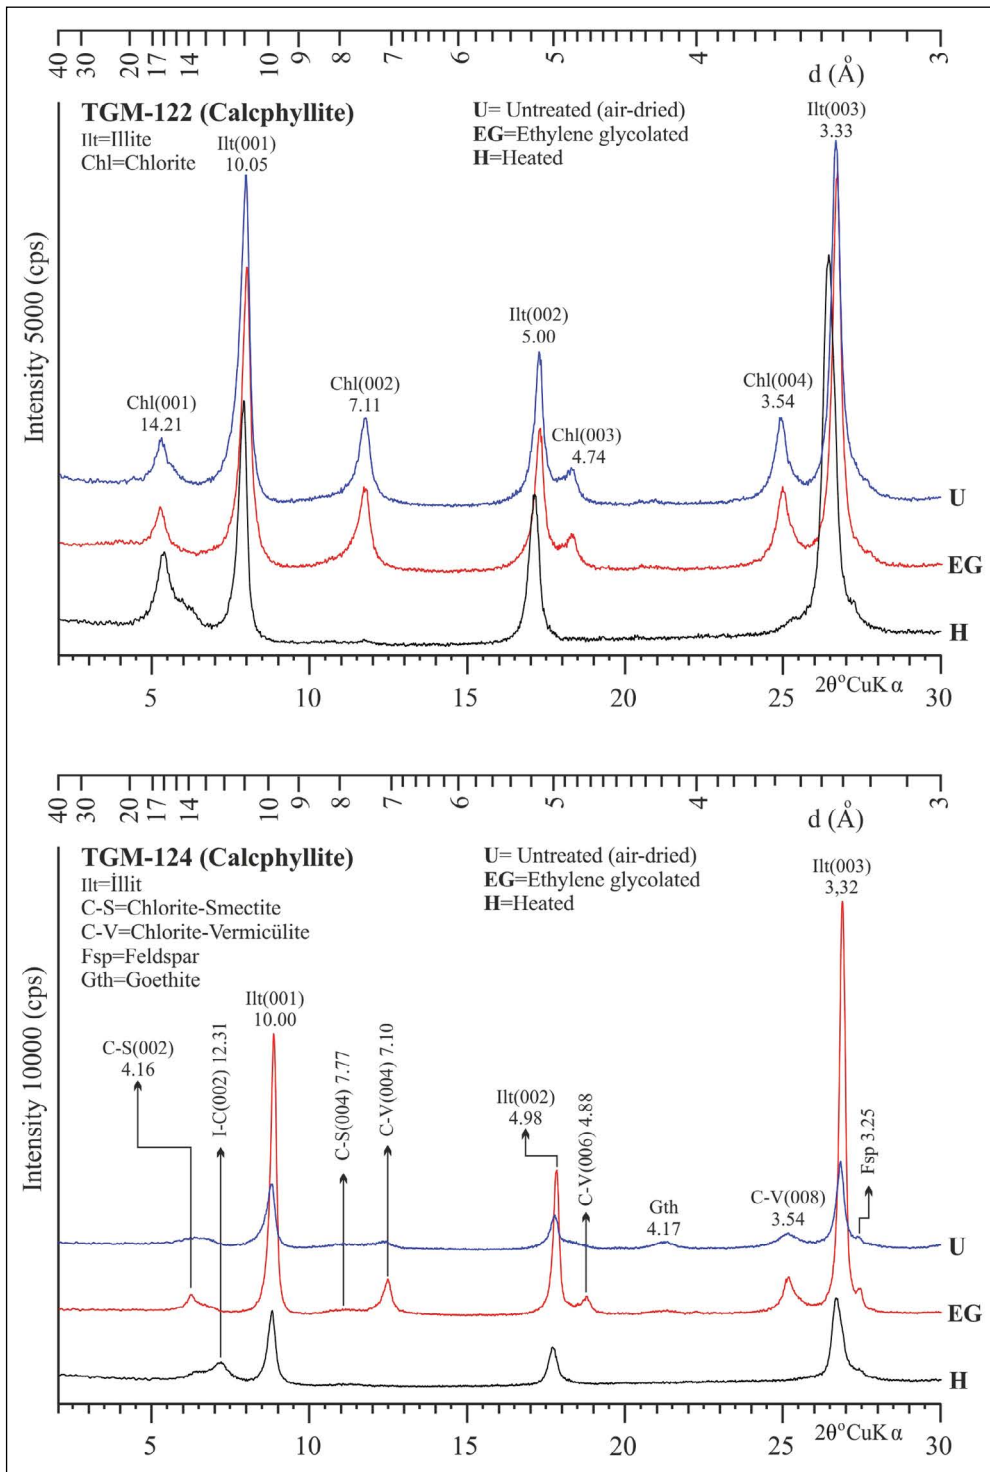 40 30 20 17 14 10 9 8 7 6 5 4 3
d (Å)
TGM-122 (Calcphyllite)
Ilt=Illite
Chl=Chlorite
U= Untreated (air-dried)
EG=Ethylene glycolated
H=Heated
Ilt(001)
10.05
Ilt(003)
3.33
Ilt(002)
5.00
Chl(001)
14.21
Chl(002)
7.11
Chl(003)
4.74
Chl(004)
3.54
Intensity 5000 (cps)
U
EG
H
5 10 15 20 25 2θ°CuK α 30
40 30 20 17 14 10 9 8 7 6 5 4 3
d (Å)
TGM-124 (Calcphyllite)
Ilt=İllit
C-S=Chlorite-Smectite
C-V=Chlorite-Vermicülite
Fsp=Feldspar
Gth=Goethite
U= Untreated (air-dried)
EG=Ethylene glycolated
H=Heated
Ilt(003)
3,32
Ilt(001)
10.00
C-S(002)
4.16
I-C(002) 12.31
C-S(004) 7.77
C-V(004) 7.10
Ilt(002)
4.98
C-V(006) 4.88
Gth
4.17
C-V(008)
3.54
Fsp 3.25
Intensity 10000 (cps)
U
EG
H
5 10 15 20 25 2θ°CuK α 30